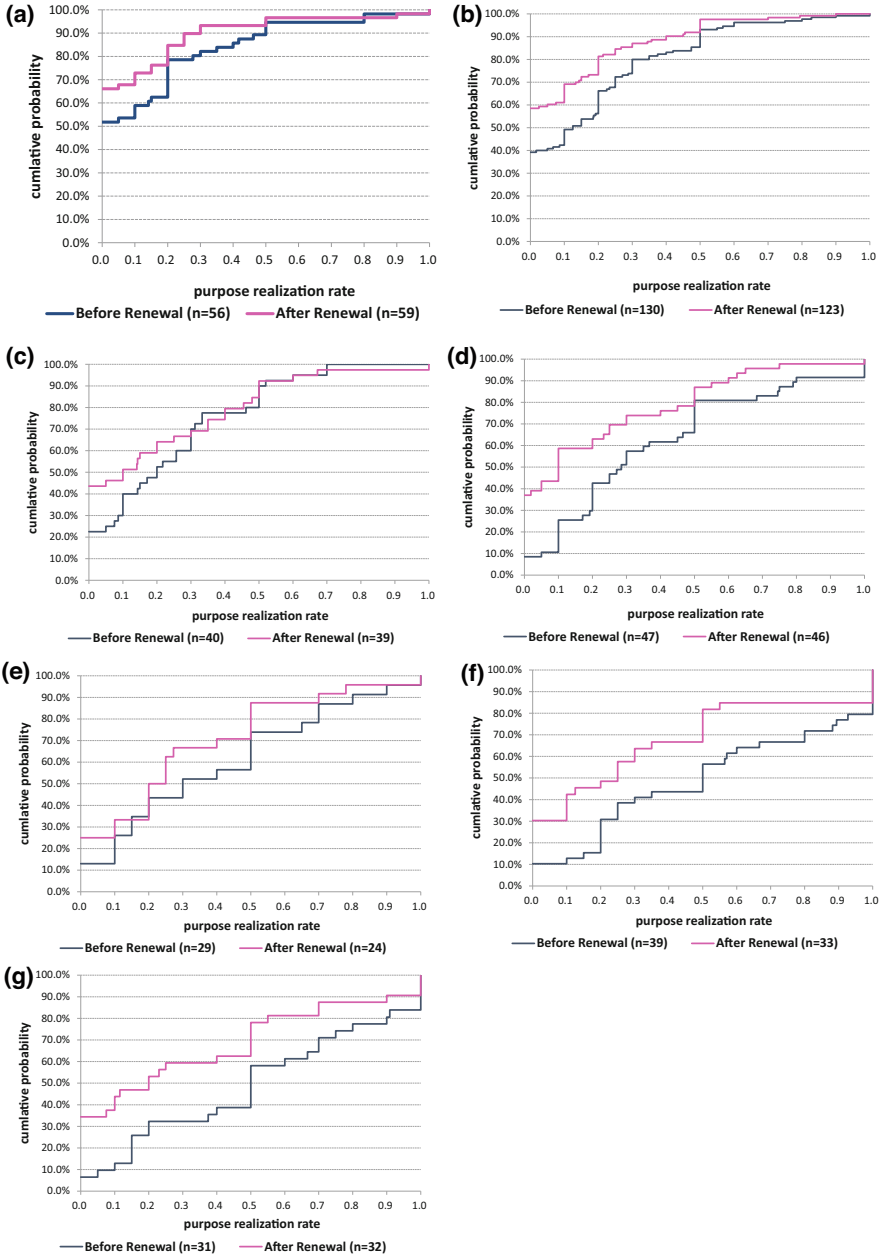 (a)
100.0%
90.0%
80.0%
70.0%
60.0%
50.0%
40.0%
30.0%
20.0%
10.0%
0.0%
cumlative probability
0.0 0.1 0.2 0.3 0.4 0.5 0.6 0.7 0.8 0.9 1.0
purpose realization rate
Before Renewal (n=56) After Renewal (n=59)
(b)
100.0%
90.0%
80.0%
70.0%
60.0%
50.0%
40.0%
30.0%
20.0%
10.0%
0.0%
cumlative probability
0.0 0.1 0.2 0.3 0.4 0.5 0.6 0.7 0.8 0.9 1.0
purpose realization rate
Before Renewal (n=130) After Renewal (n=123)
(c)
100.0%
90.0%
80.0%
70.0%
60.0%
50.0%
40.0%
30.0%
20.0%
10.0%
0.0%
cumlative probability
0.0 0.1 0.2 0.3 0.4 0.5 0.6 0.7 0.8 0.9 1.0
purpose realization rate
Before Renewal (n=40) After Renewal (n=39)
(d)
100.0%
90.0%
80.0%
70.0%
60.0%
50.0%
40.0%
30.0%
20.0%
10.0%
0.0%
cumlative probability
0.0 0.1 0.2 0.3 0.4 0.5 0.6 0.7 0.8 0.9 1.0
purpose realization rate
Before Renewal (n=47) After Renewal (n=46)
(e)
100.0%
90.0%
80.0%
70.0%
60.0%
50.0%
40.0%
30.0%
20.0%
10.0%
0.0%
cumlative probability
0.0 0.1 0.2 0.3 0.4 0.5 0.6 0.7 0.8 0.9 1.0
purpose realization rate
Before Renewal (n=29) After Renewal (n=24)
(f)
100.0%
90.0%
80.0%
70.0%
60.0%
50.0%
40.0%
30.0%
20.0%
10.0%
0.0%
cumlative probability
0.0 0.1 0.2 0.3 0.4 0.5 0.6 0.7 0.8 0.9 1.0
purpose realization rate
Before Renewal (n=39) After Renewal (n=33)
(g)
100.0%
90.0%
80.0%
70.0%
60.0%
50.0%
40.0%
30.0%
20.0%
10.0%
0.0%
cumlative probability
0.0 0.1 0.2 0.3 0.4 0.5 0.6 0.7 0.8 0.9 1.0
purpose realization rate
Before Renewal (n=31) After Renewal (n=32)